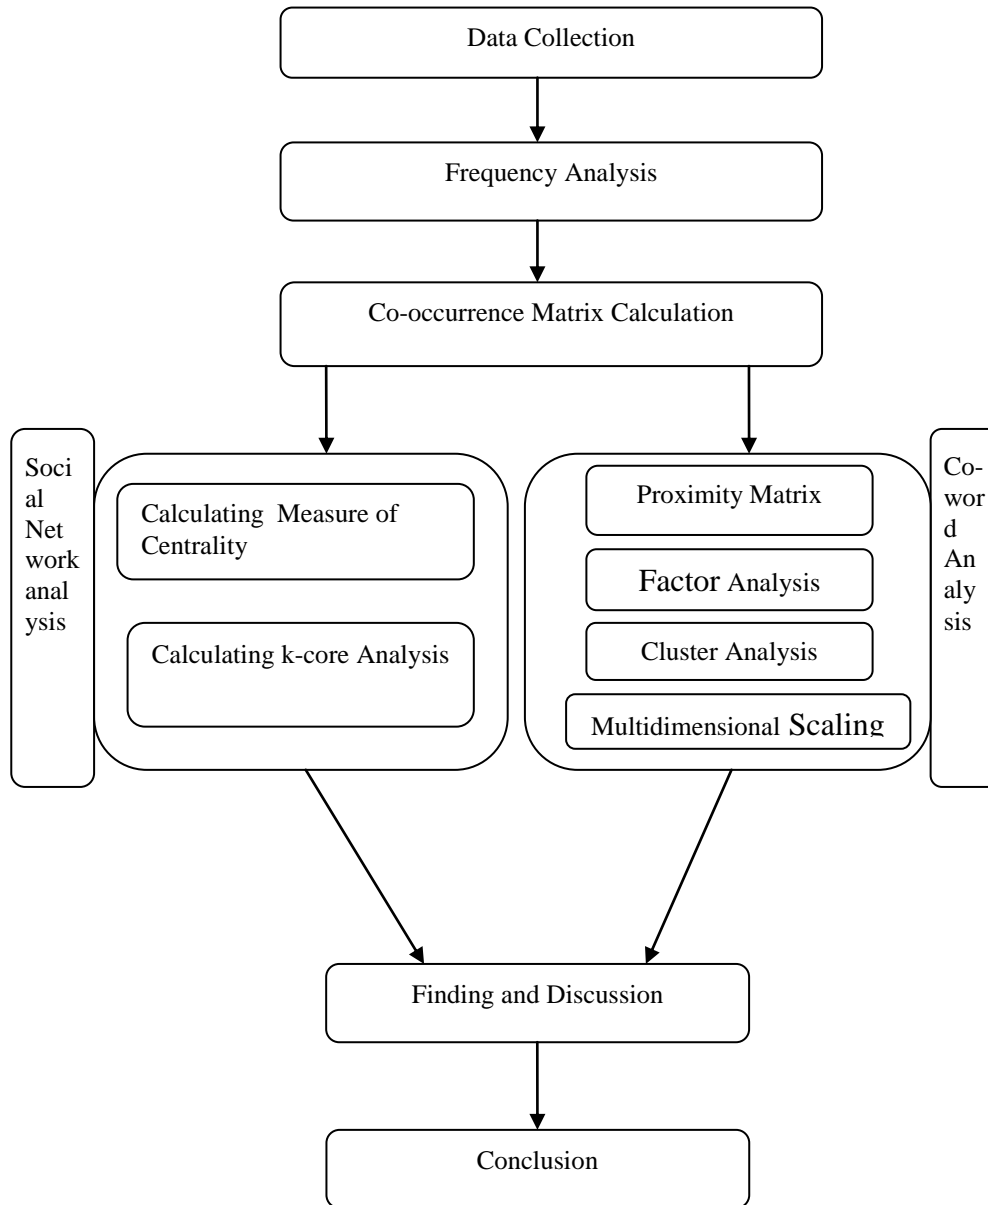 Data Collection
Frequency Analysis
Co-occurrence Matrix Calculation
Soci
al
Net
work
anal
ysis
Calculating Measure of
Centrality
Calculating k-core Analysis
Proximity Matrix
Factor Analysis
Cluster Analysis
Multidimensional Scaling
Co-
wor
d
An
aly
sis
Finding and Discussion
Conclusion